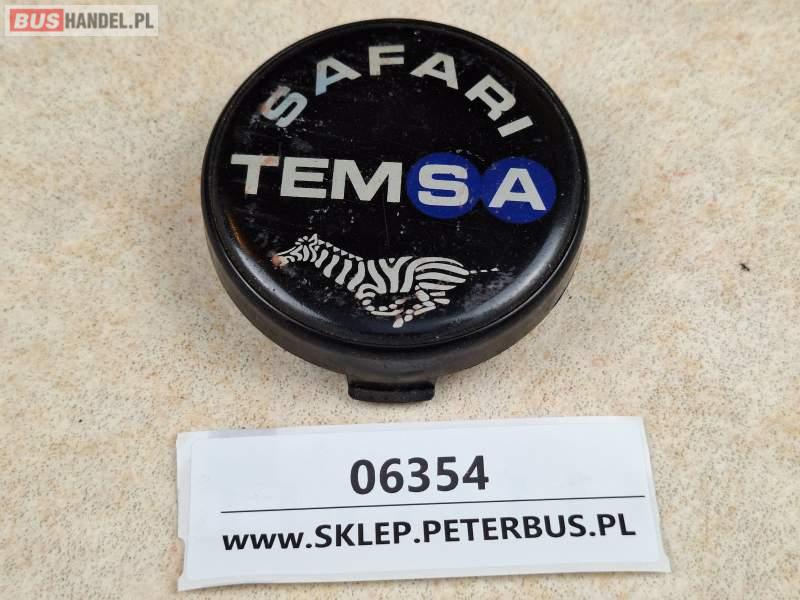 BUSHANDEL.PL
SAFARI
TEMSA
06354
www.SKLEP.PETERBUS.PL